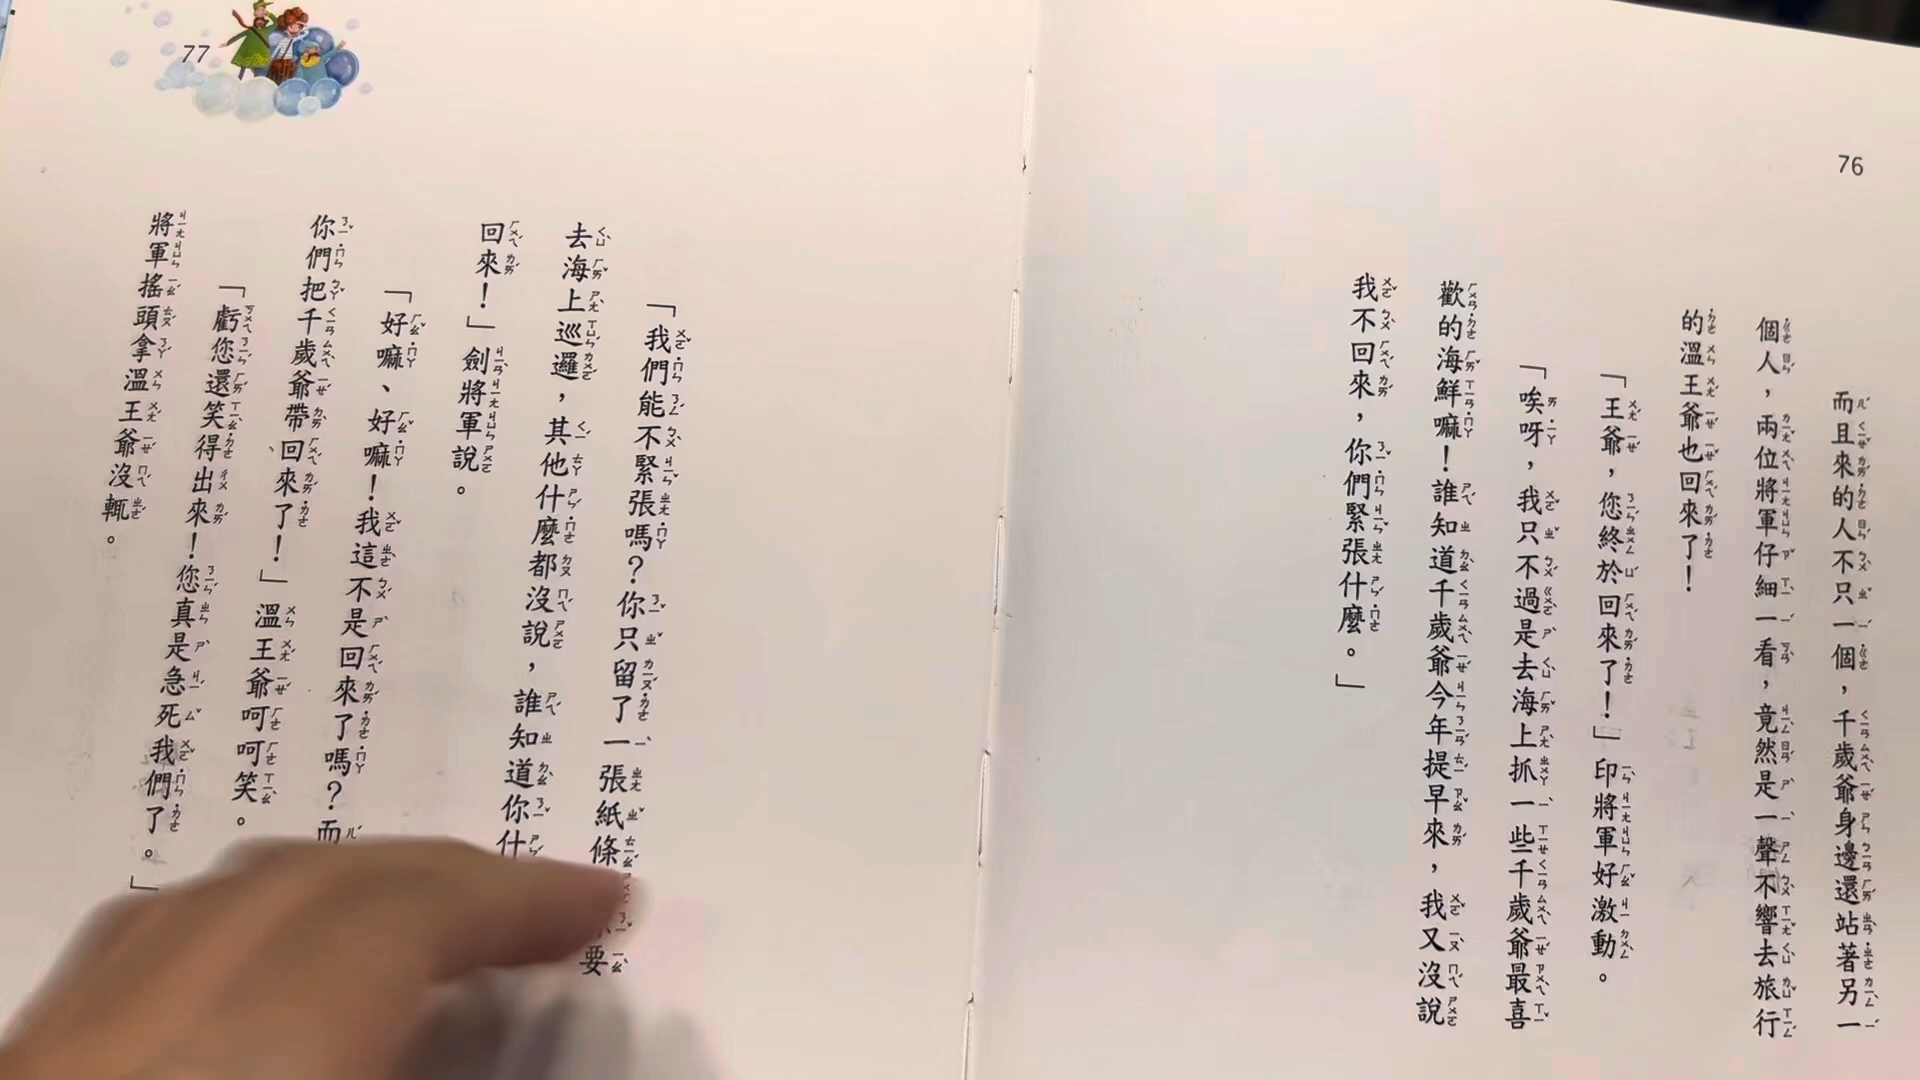 76
而且來的人不只一個，千歲爺身邊還站著另一
個人，兩位將軍仔細一看，竟然是一聲不響去旅行
的溫王爺也回來了！
「王爺，您終於回來了！」印將軍好激動。
「唉呀，我只不過是去海上抓一些千歲爺最喜
歡的海鮮嘛！誰知道千歲爺今年提早來，我又沒說
我不回來，你們緊張什麼。」
「我們能不緊張嗎？你只留了一張紙條要
去海上巡邏，其他什麼都沒說，誰知道你什
回來！」劍將軍說。
「好嘛、好嘛！我這不是回來了嗎？而
你們把千歲爺帶回來了！」溫王爺呵呵笑。
「虧您還笑得出來！您真是急死我們了。」
將軍搖頭拿溫王爺沒輒。
77